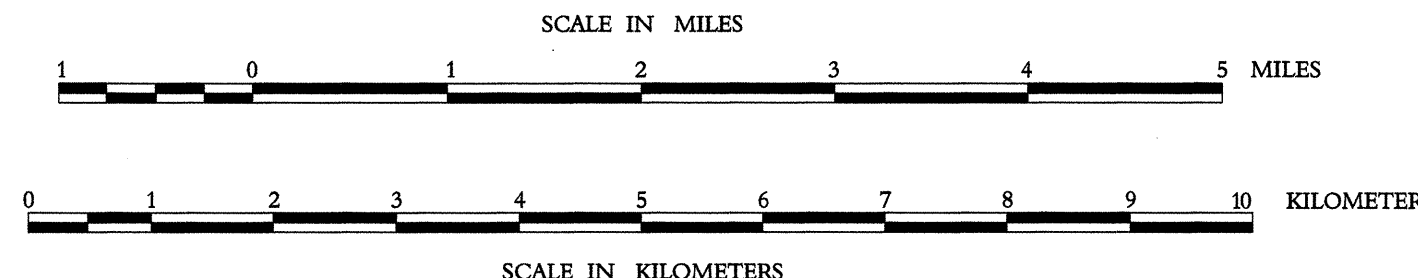 SCALE IN MILES
1 0 1 2 3 4 5 MILES
0 1 2 3 4 5 6 7 8 9 10 KILOMETER
SCALE IN KILOMETERS